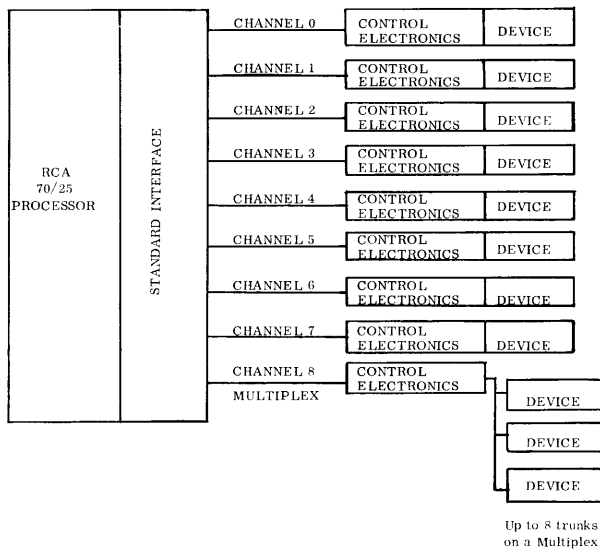 RCA
70/25
PROCESSOR
STANDARD INTERFACE
CHANNEL 0
CONTROL
ELECTRONICS
DEVICE
CHANNEL 1
CONTROL
ELECTRONICS
DEVICE
CHANNEL 2
CONTROL
ELECTRONICS
DEVICE
CHANNEL 3
CONTROL
ELECTRONICS
DEVICE
CHANNEL 4
CONTROL
ELECTRONICS
DEVICE
CHANNEL 5
CONTROL
ELECTRONICS
DEVICE
CHANNEL 6
CONTROL
ELECTRONICS
DEVICE
CHANNEL 7
CONTROL
ELECTRONICS
DEVICE
CHANNEL 8
MULTIPLEX
CONTROL
ELECTRONICS
DEVICE
DEVICE
DEVICE
Up to 8 trunks
on a Multiplex